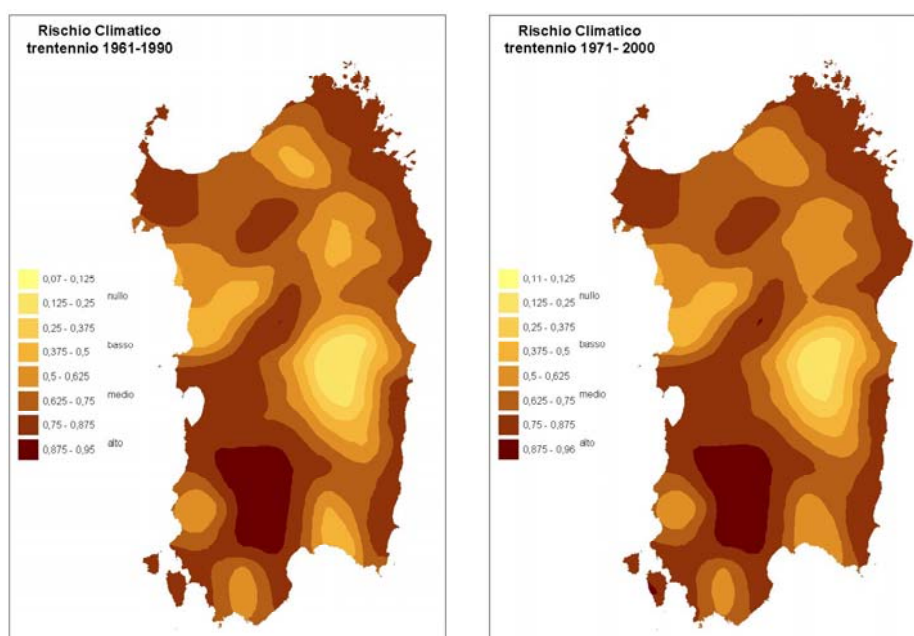 Rischio Climatico
trentennio 1961-1990
0,07 - 0,125
nullo
0,125 - 0,25
0,25 - 0,375
basso
0,375 - 0,5
0,5 - 0,625
medio
0,625 - 0,75
0,75 - 0,875
alto
0,875 - 0,95
Rischio Climatico
trentennio 1971- 2000
0,11 - 0,125
nullo
0,125 - 0,25
0,25 - 0,375
basso
0,375 - 0,5
0,5 - 0,625
medio
0,625 - 0,75
0,75 - 0,875
alto
0,875 - 0,96